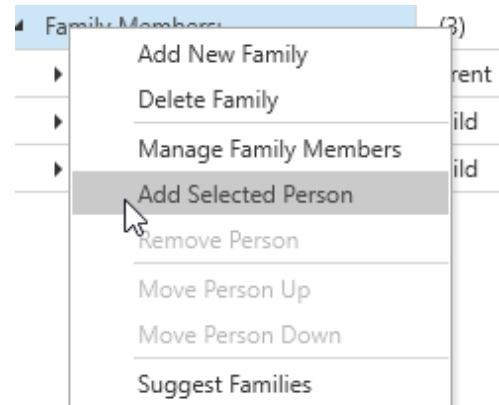 Family Members: (3)
Add New Family
Delete Family
Manage Family Members
Add Selected Person
Remove Person
Move Person Up
Move Person Down
Suggest Families